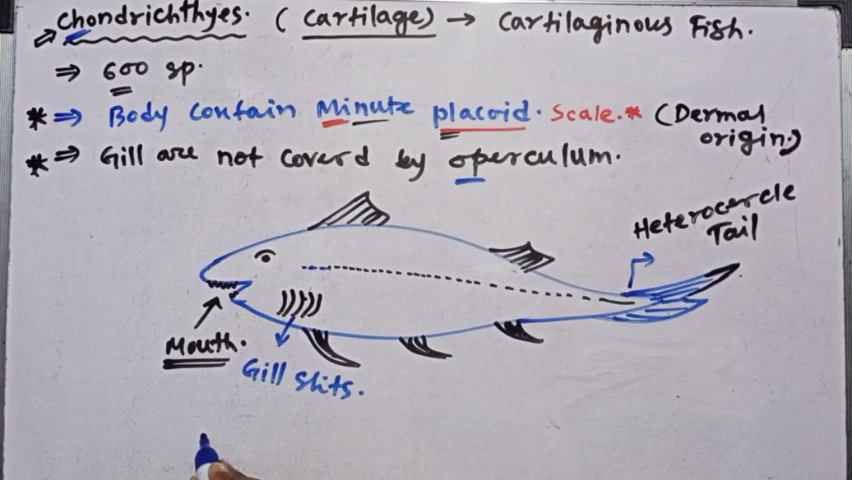 ⇒ Chondrichthyes. (Cartilage) → Cartilaginous Fish.
⇒ 600 sp.
* ⇒ Body contain Minute placoid. Scale.* (Dermal origin)
* ⇒ Gill are not coverd by operculum.
Heterocercle
Tail
Mouth.
Gill Slits.